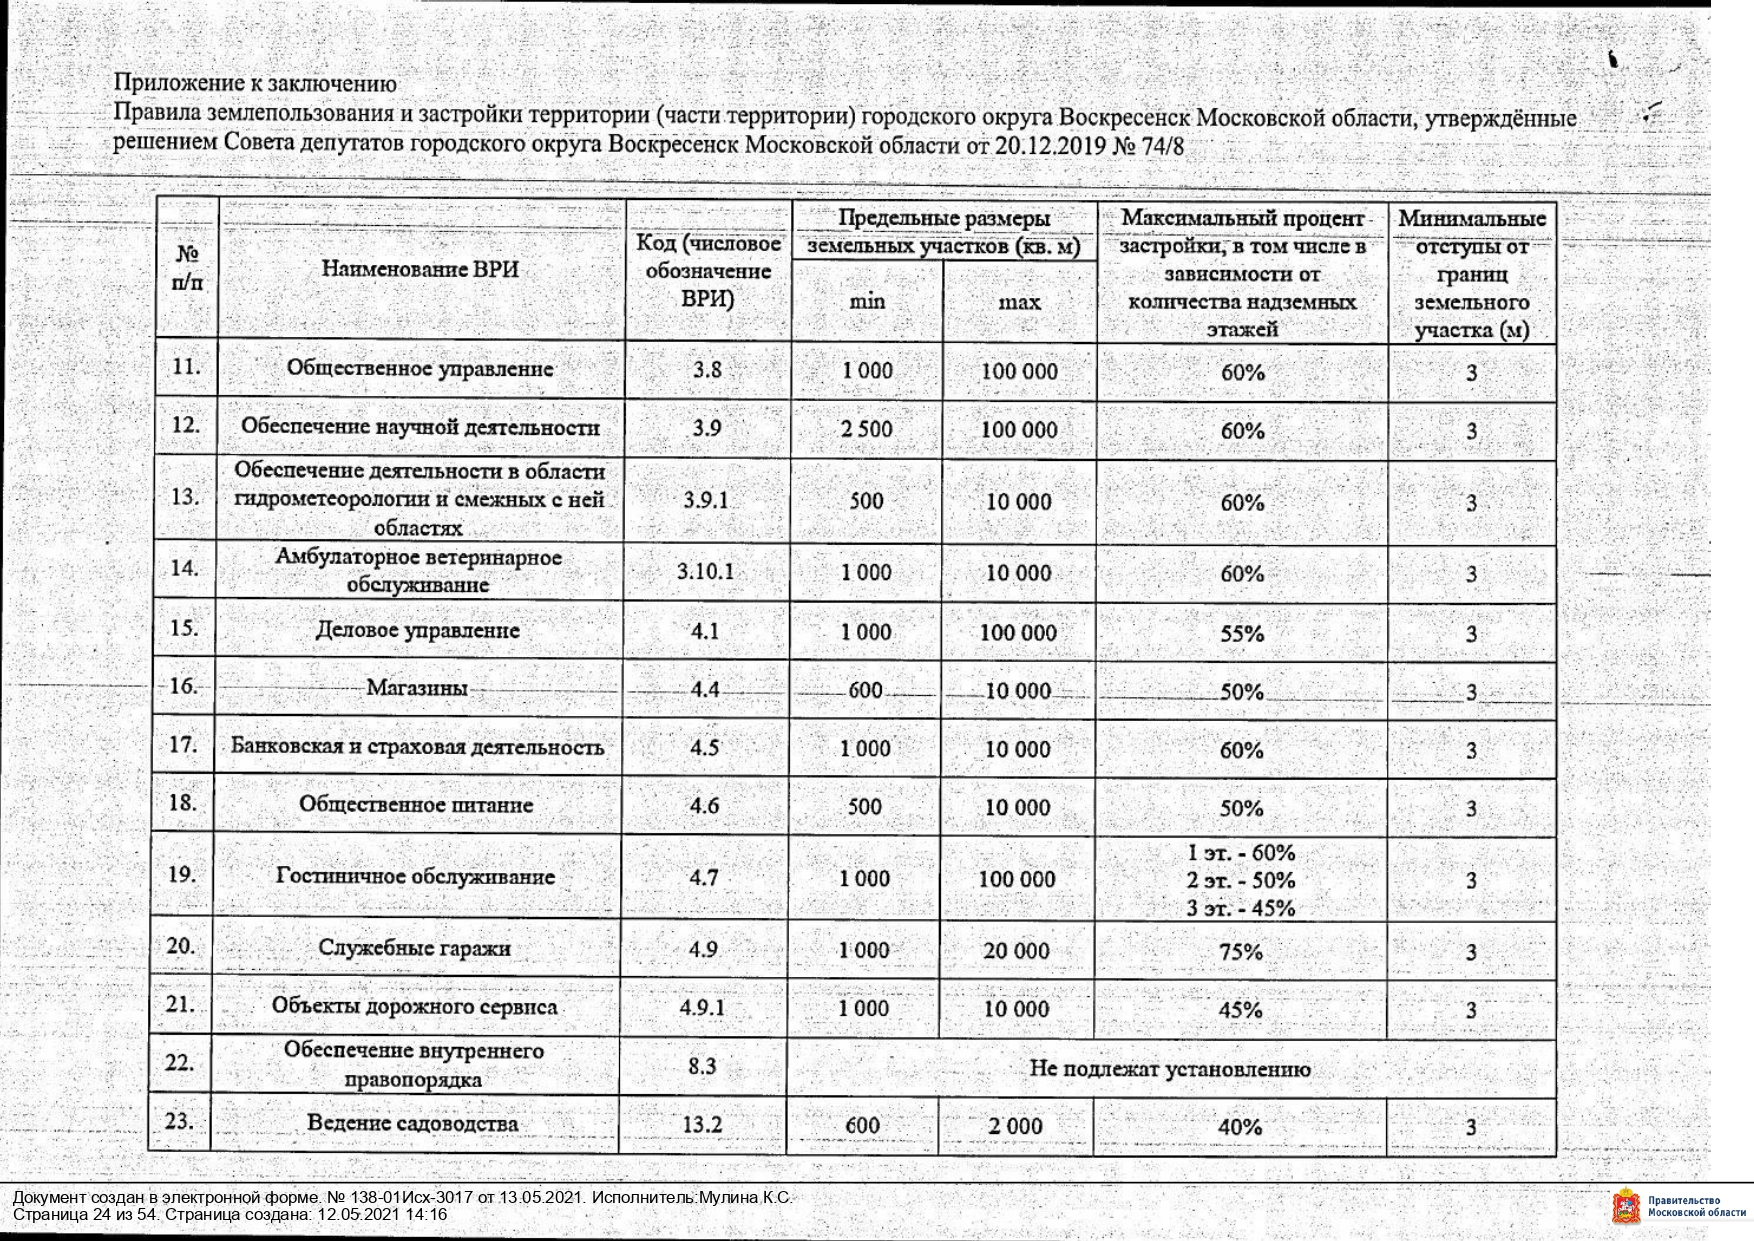 Приложение к заключению
Правила землепользования и застройки территории (части территории) городского округа Воскресенск Московской области, утверждённые
решением Совета депутатов городского округа Воскресенск Московской области от 20.12.2019 № 74/8
№ п/п | Наименование ВРИ | Код (числовое обозначение ВРИ) | Предельные размеры земельных участков (кв. м) min | max | Максимальный процент застройки, в том числе в зависимости от количества надземных этажей | Минимальные отступы от границ земельного участка (м)
11. | Общественное управление | 3.8 | 1 000 | 100 000 | 60% | 3
12. | Обеспечение научной деятельности | 3.9 | 2 500 | 100 000 | 60% | 3
13. | Обеспечение деятельности в области гидрометеорологии и смежных с ней областях | 3.9.1 | 500 | 10 000 | 60% | 3
14. | Амбулаторное ветеринарное обслуживание | 3.10.1 | 1 000 | 10 000 | 60% | 3
15. | Деловое управление | 4.1 | 1 000 | 100 000 | 55% | 3
16. | Магазины | 4.4 | 600 | 10 000 | 50% | 3
17. | Банковская и страховая деятельность | 4.5 | 1 000 | 10 000 | 60% | 3
18. | Общественное питание | 4.6 | 500 | 10 000 | 50% | 3
19. | Гостиничное обслуживание | 4.7 | 1 000 | 100 000 | 1 эт. - 60% 2 эт. - 50% 3 эт. - 45% | 3
20. | Служебные гаражи | 4.9 | 1 000 | 20 000 | 75% | 3
21. | Объекты дорожного сервиса | 4.9.1 | 1 000 | 10 000 | 45% | 3
22. | Обеспечение внутреннего правопорядка | 8.3 | Не подлежат установлению
23. | Ведение садоводства | 13.2 | 600 | 2 000 | 40% | 3
Документ создан в электронной форме. № 138-01Исх-3017 от 13.05.2021. Исполнитель:Мулина К.С.
Страница 24 из 54. Страница создана: 12.05.2021 14:16
Правительство
Московской области